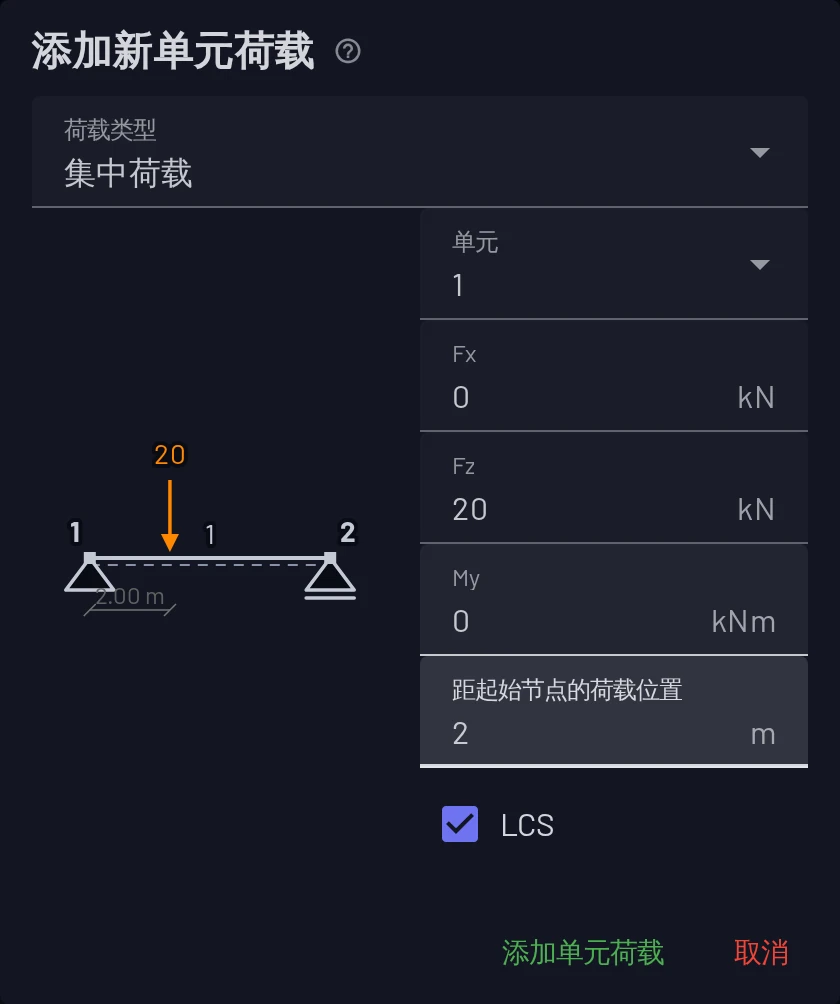 添加新单元荷载
荷载类型
集中荷载
单元
1
Fx
0 kN
Fz
20 kN
My
0 kNm
距起始节点的荷载位置
2 m
LCS
20
1 1 2
2.00 m
添加单元荷载 取消